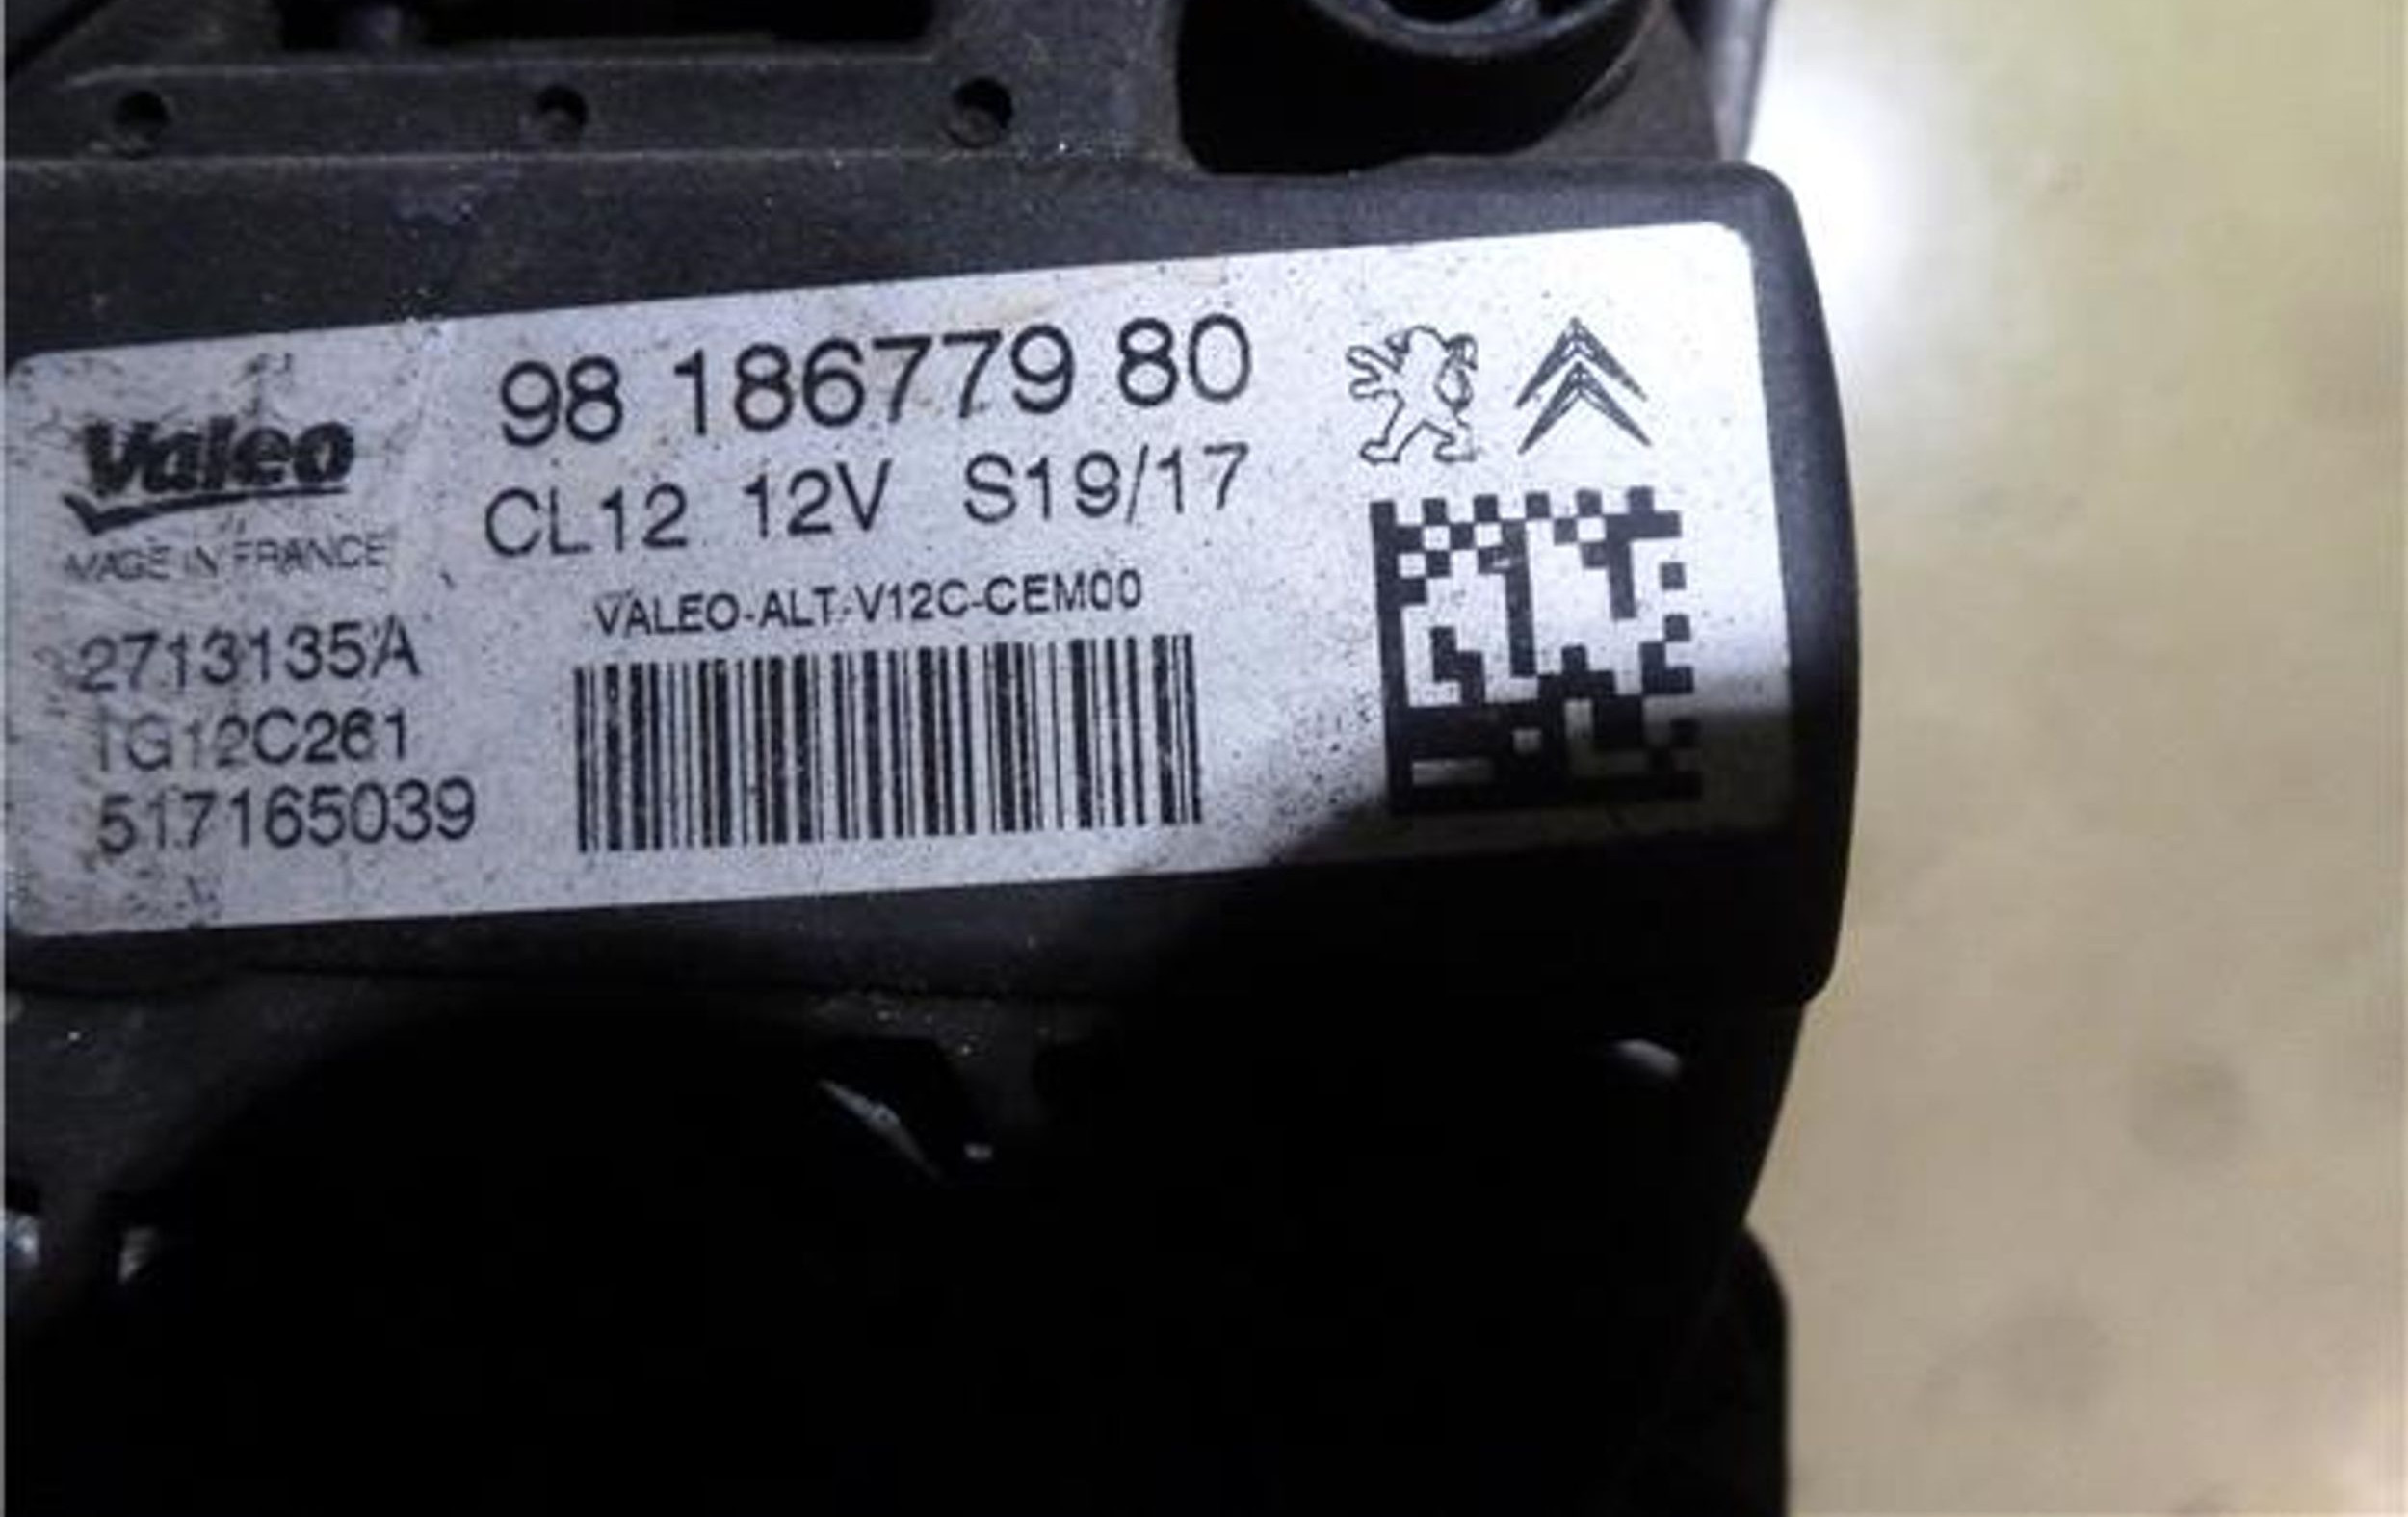 Valeo
MADE IN FRANCE
2713135A
TG12C261
517165039
98 186779 80
CL12 12V S19/17
VALEO-ALT-V12C-CEM00